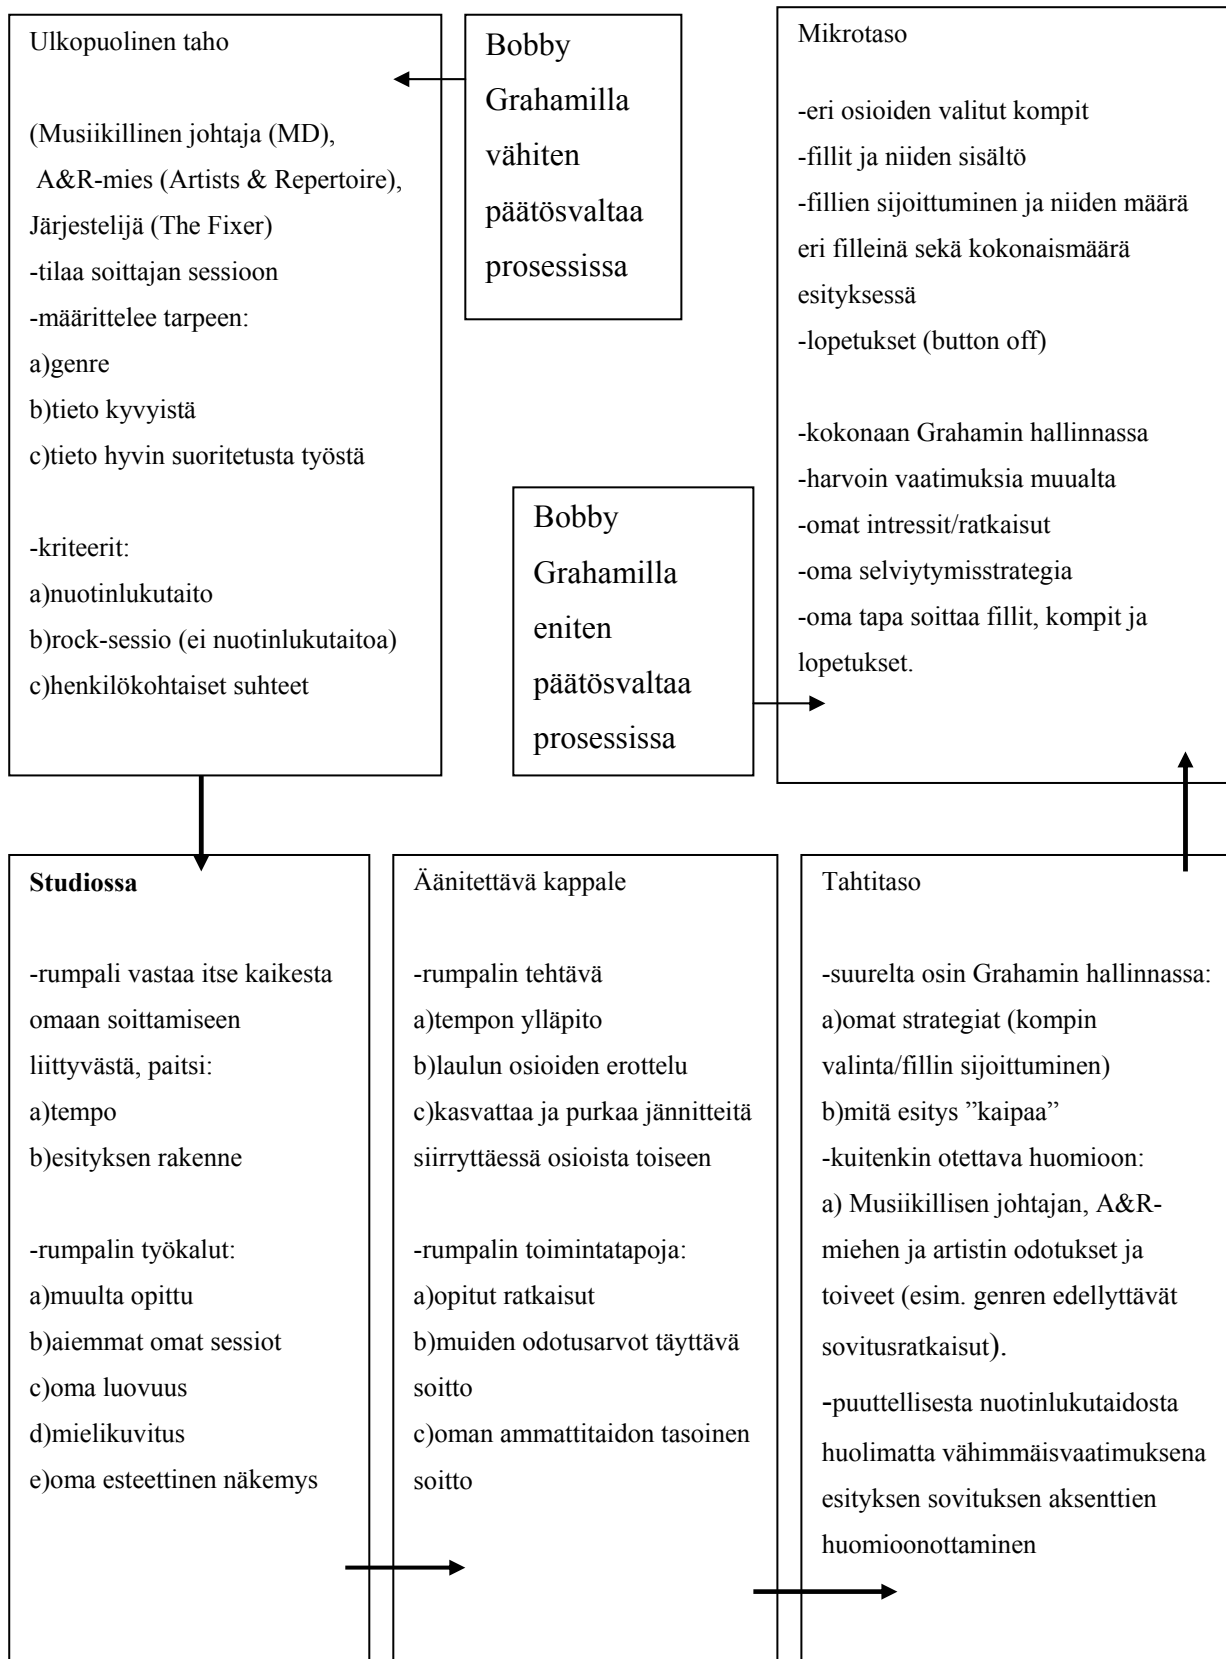 Ulkopuolinen taho
(Musiikillinen johtaja (MD),
A&R-mies (Artists & Repertoire),
Järjestelijä (The Fixer)
-tilaa soittajan sessioon
-määrittelee tarpeen:
a)genre
b)tieto kyvyistä
c)tieto hyvin suoritetusta työstä
-kriteerit:
a)nuotinlukutaito
b)rock-sessio (ei nuotinlukutaitoa)
c)henkilökohtaiset suhteet
Bobby
Grahamilla
vähiten
päätösvaltaa
prosessissa
Bobby
Grahamilla
eniten
päätösvaltaa
prosessissa
Mikrotaso
-eri osioiden valitut kompit
-fillit ja niiden sisältö
-fillien sijoittuminen ja niiden määrä
eri filleinä sekä kokonaismäärä
esityksessä
-lopetukset (button off)
-kokonaan Grahamin hallinnassa
-harvoin vaatimuksia muualta
-omat intressit/ratkaisut
-oma selviytymisstrategia
-oma tapa soittaa fillit, kompit ja
lopetukset.
Studiossa
-rumpali vastaa itse kaikesta
omaan soittamiseen
liittyvästä, paitsi:
a)tempo
b)esityksen rakenne
-rumpalin työkalut:
a)muulta opittu
b)aiemmat omat sessiot
c)oma luovuus
d)mielikuvitus
e)oma esteettinen näkemys
Äänitettävä kappale
-rumpalin tehtävä
a)tempon ylläpito
b)laulun osioiden erottelu
c)kasvattaa ja purkaa jännitteitä
siirryttäessä osioista toiseen
-rumpalin toimintatapoja:
a)opitut ratkaisut
b)muiden odotusarvot täyttävä
soitto
c)oman ammattitaidon tasoinen
soitto
Tahtitaso
-suurelta osin Grahamin hallinnassa:
a)omat strategiat (kompin
valinta/fillin sijoittuminen)
b)mitä esitys ”kaipaa”
-kuitenkin otettava huomioon:
a) Musiikillisen johtajan, A&R-
miehen ja artistin odotukset ja
toiveet (esim. genren edellyttävät
sovitusratkaisut).
-puuttellisesta nuotinlukutaidosta
huolimatta vähimmäisvaatimuksena
esityksen sovituksen aksenttien
huomioonottaminen